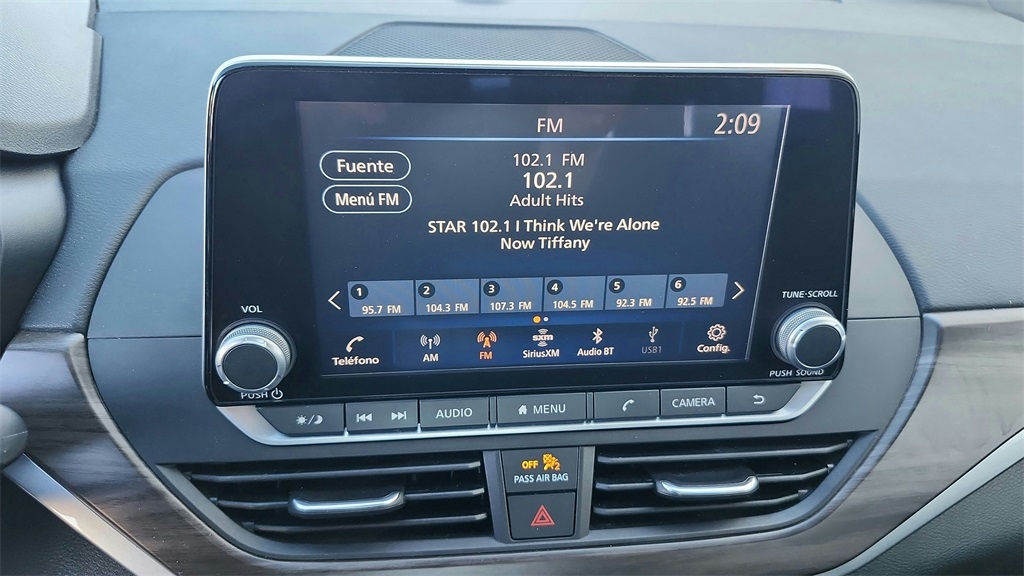 FM
2:09
Fuente
Menú FM
102.1 FM
102.1
Adult Hits
STAR 102.1 I Think We're Alone
Now Tiffany
1 95.7 FM
2 104.3 FM
3 107.3 FM
4 104.5 FM
5 92.3 FM
6 92.5 FM
Teléfono
AM
FM
sxm
SiriusXM
Audio BT
USB1
Config.
VOL
PUSH
TUNE·SCROLL
PUSH SOUND
AUDIO
MENU
CAMERA
OFF 2
PASS AIR BAG